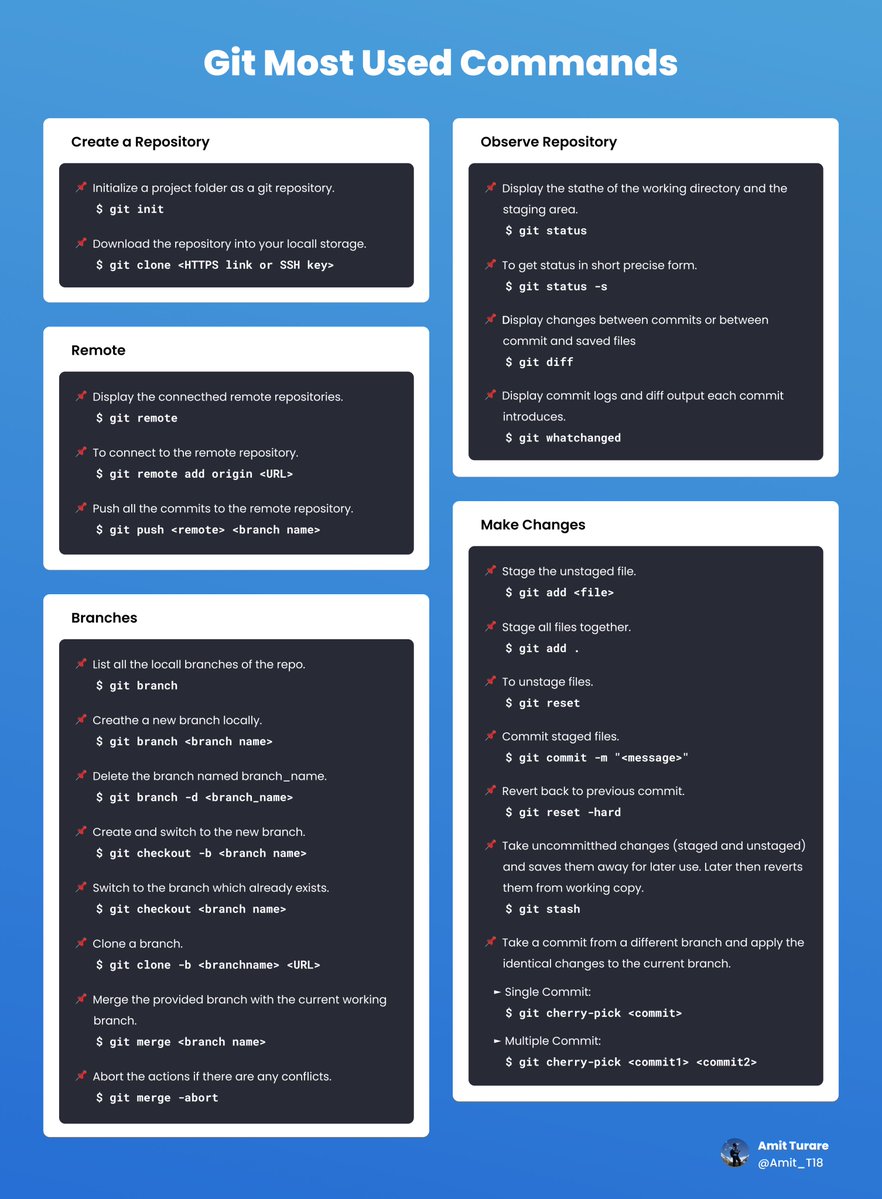 Git Most Used Commands
Create a Repository
Initialize a project folder as a git repository.
$ git init
Download the repository into your locall storage.
$ git clone <HTTPS link or SSH key>
Remote
Display the connecthed remote repositories.
$ git remote
To connect to the remote repository.
$ git remote add origin <URL>
Push all the commits to the remote repository.
$ git push <remote> <branch name>
Branches
List all the locall branches of the repo.
$ git branch
Creathe a new branch locally.
$ git branch <branch name>
Delete the branch named branch_name.
$ git branch -d <branch_name>
Create and switch to the new branch.
$ git checkout -b <branch name>
Switch to the branch which already exists.
$ git checkout <branch name>
Clone a branch.
$ git clone -b <branchname> <URL>
Merge the provided branch with the current working
branch.
$ git merge <branch name>
Abort the actions if there are any conflicts.
$ git merge -abort
Observe Repository
Display the stathe of the working directory and the
staging area.
$ git status
To get status in short precise form.
$ git status -s
Display changes between commits or between
commit and saved files
$ git diff
Display commit logs and diff output each commit
introduces.
$ git whatchanged
Make Changes
Stage the unstaged file.
$ git add <file>
Stage all files together.
$ git add .
To unstage files.
$ git reset
Commit staged files.
$ git commit -m "<message>"
Revert back to previous commit.
$ git reset -hard
Take uncommitthed changes (staged and unstaged)
and saves them away for later use. Later then reverts
them from working copy.
$ git stash
Take a commit from a different branch and apply the
identical changes to the current branch.
► Single Commit:
$ git cherry-pick <commit>
► Multiple Commit:
$ git cherry-pick <commit1> <commit2>
Amit Turare
@Amit_T18